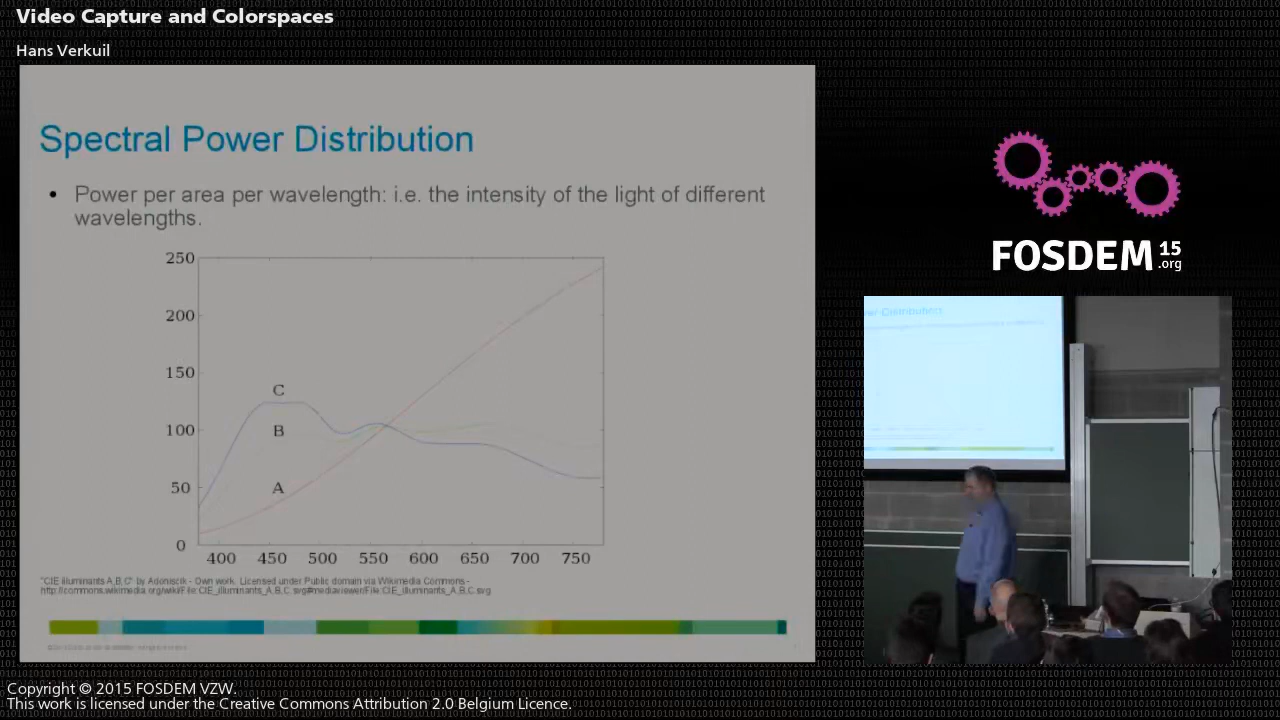 Video Capture and Colorspaces
Hans Verkuil
Spectral Power Distribution
• Power per area per wavelength: i.e. the intensity of the light of different
wavelengths.
250
200
150
100
50
0
C
B
A
400 450 500 550 600 650 700 750
"CIE illuminants A,B,C" by Adoniscik - Own work. Licensed under Public domain via Wikimedia Commons -
http://commons.wikimedia.org/wiki/File:CIE_illuminants_A,B,C.svg#mediaviewer/File:CIE_illuminants_A,B,C.svg
FOSDEM 15
.org
Distribution
Copyright © 2015 FOSDEM VZW.
This work is licensed under the Creative Commons Attribution 2.0 Belgium Licence.